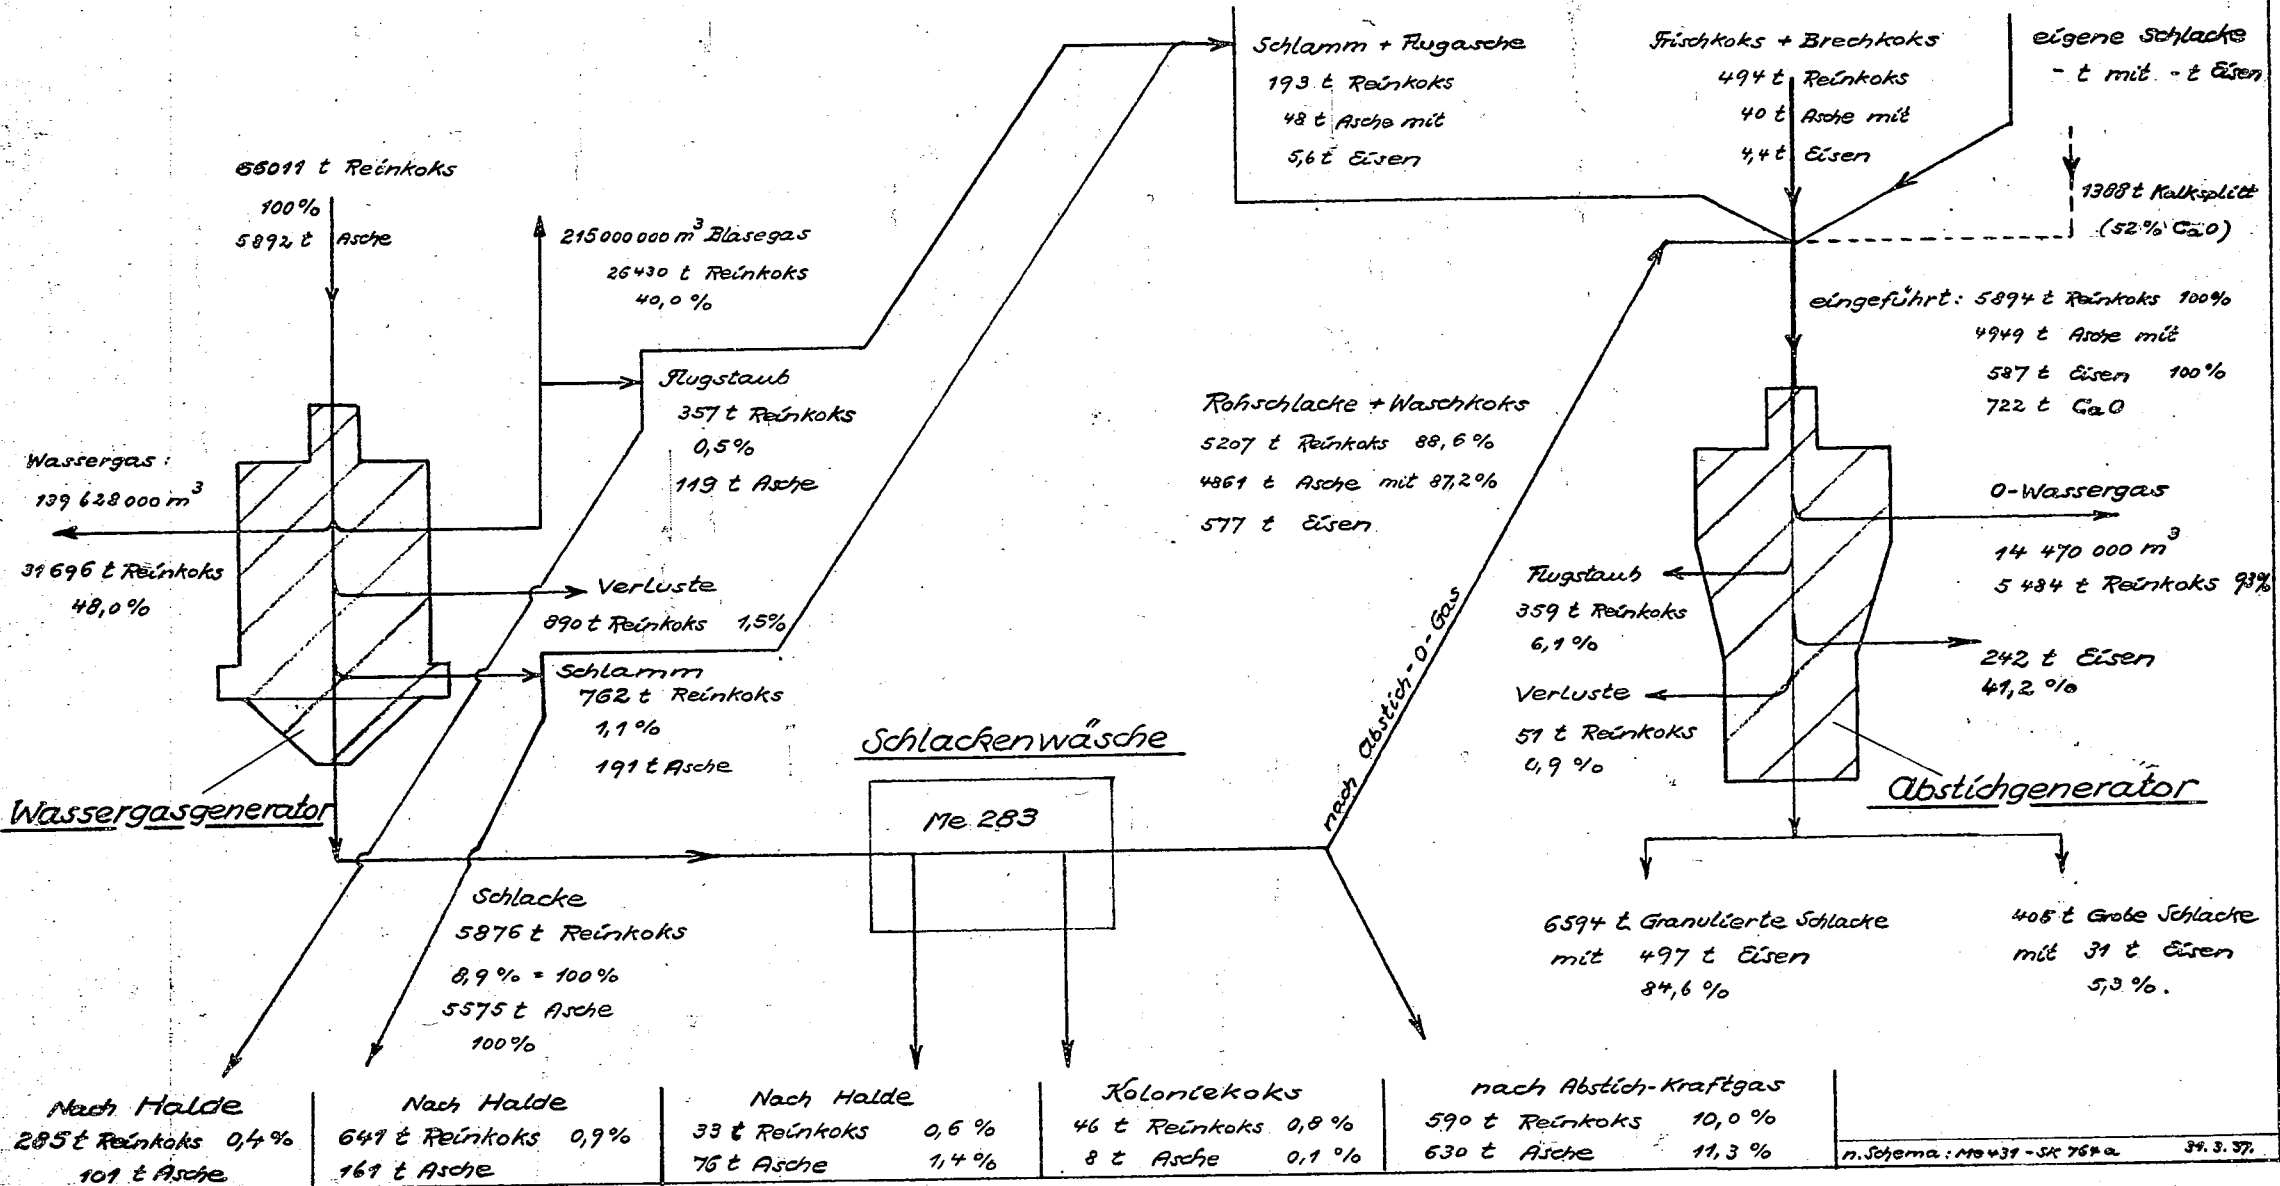 66011 t Reinkoks
100%
5892 t Asche
215000000 m³ Blasegas
26430 t Reinkoks
40,0 %
Wassergas:
139 628 000 m³
31696 t Reinkoks
48,0 %
Flugstaub
357 t Reinkoks
0,5%
119 t Asche
Verluste
890 t Reinkoks 1,5%
Schlamm
762 t Reinkoks
1,1 %
191 t Asche
Wassergasgenerator
Schlacke
5876 t Reinkoks
8,9 % = 100%
5575 t Asche
100%
Schlackenwäsche
Me 283
Schlamm + Flugasche
193 t Reinkoks
48 t Asche mit
5,6 t Eisen
Frischkoks + Brechkoks
494 t Reinkoks
40 t Asche mit
4,4 t Eisen
eigene Schlacke
- t mit - t Eisen
1388 t Kalksplitt
(52% CaO)
eingeführt: 5894 t Reinkoks 100%
4949 t Asche mit
587 t Eisen 100%
722 t CaO
Rohschlacke + Waschkoks
5207 t Reinkoks 88,6 %
4861 t Asche mit 87,2%
577 t Eisen
nach Abstich-O-Gas
O-Wassergas
14 470 000 m³
5 484 t Reinkoks 93%
Flugstaub
359 t Reinkoks
6,1 %
242 t Eisen
41,2 %
Verluste
51 t Reinkoks
0,9 %
Abstichgenerator
6594 t Granulierte Schlacke
mit 497 t Eisen
84,6 %
405 t Grobe Schlacke
mit 31 t Eisen
5,3 %.
Nach Halde
285 t Reinkoks 0,4 %
101 t Asche
Nach Halde
641 t Reinkoks 0,9 %
161 t Asche
Nach Halde
33 t Reinkoks 0,6 %
76 t Asche 1,4 %
Koloniekoks
46 t Reinkoks 0,8 %
8 t Asche 0,1 %
nach Abstich-Kraftgas
590 t Reinkoks 10,0 %
630 t Asche 11,3 %
n. Schema: Me 431 - SK 764 a 31.3.37.